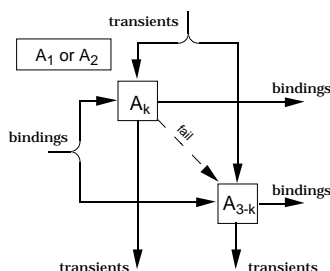 transients
A1 or A2
Ak
bindings
bindings
fail
A3-k
bindings
transients
transients